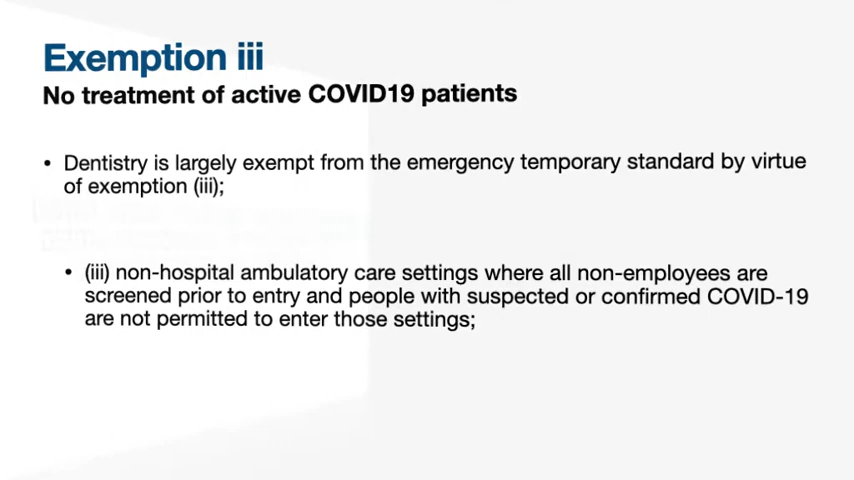 Exemption iii
No treatment of active COVID19 patients
• Dentistry is largely exempt from the emergency temporary standard by virtue
of exemption (iii);
• (iii) non-hospital ambulatory care settings where all non-employees are
screened prior to entry and people with suspected or confirmed COVID-19
are not permitted to enter those settings;